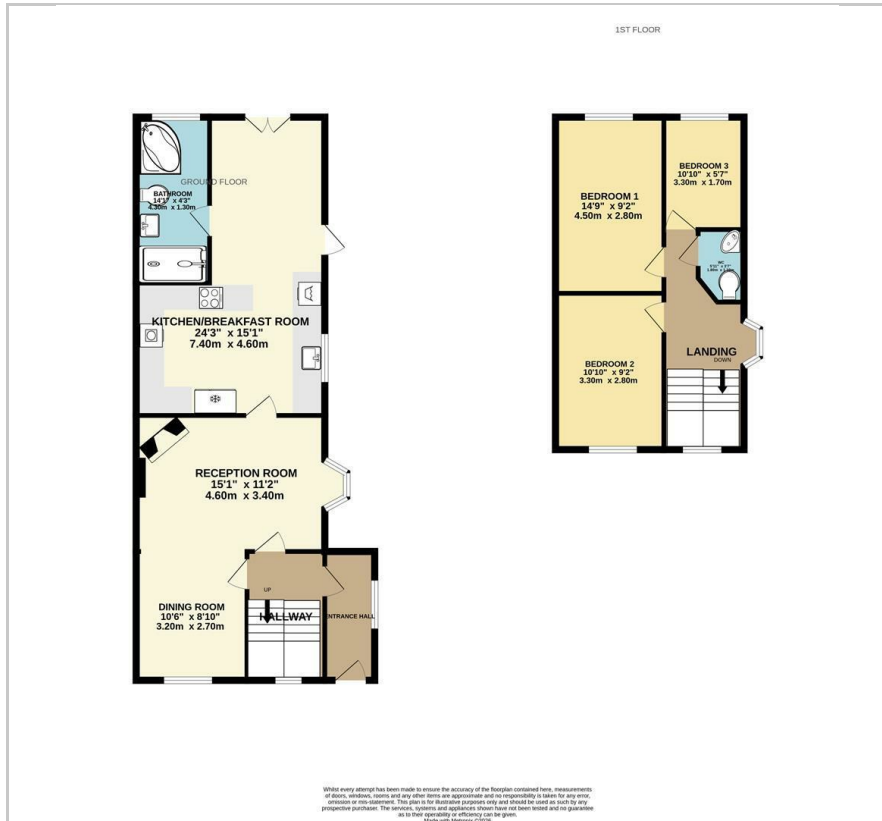 1ST FLOOR
GROUND FLOOR
BATHROOM
14'1" x 4'3"
4.30m x 1.30m
KITCHEN/BREAKFAST ROOM
24'3" x 15'1"
7.40m x 4.60m
RECEPTION ROOM
15'1" x 11'2"
4.60m x 3.40m
DINING ROOM
10'6" x 8'10"
3.20m x 2.70m
UP
HALLWAY
ENTRANCE HALL
BEDROOM 1
14'9" x 9'2"
4.50m x 2.80m
BEDROOM 3
10'10" x 5'7"
3.30m x 1.70m
WC
BEDROOM 2
10'10" x 9'2"
3.30m x 2.80m
LANDING
DOWN
Whilst every attempt has been made to ensure the accuracy of the floorplan contained here, measurements
of doors, windows, rooms and any other items are approximate and no responsibility is taken for any error,
omission or mis-statement. This plan is for illustrative purposes only and should be used as such by any
prospective purchaser. The services, systems and appliances shown have not been tested and no guarantee
as to their operability or efficiency can be given.
Made with Metropix ©2026